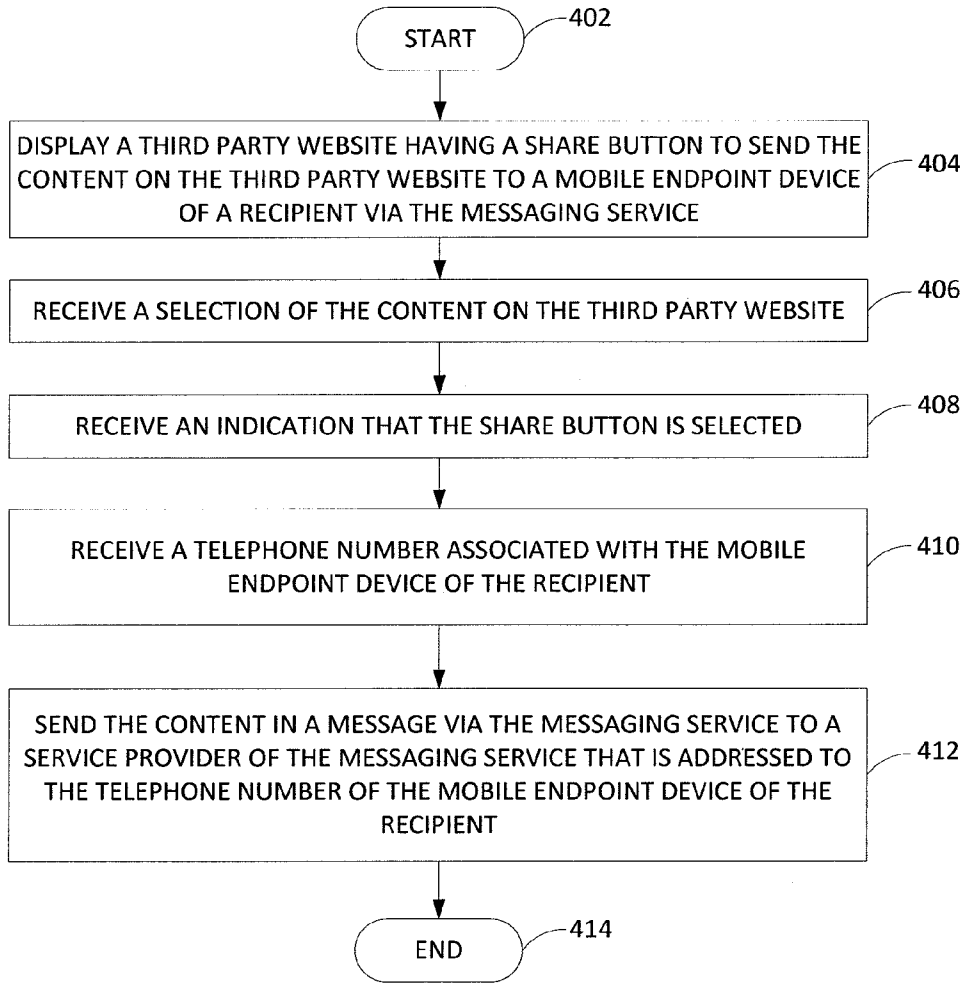 START
402
DISPLAY A THIRD PARTY WEBSITE HAVING A SHARE BUTTON TO SEND THE
CONTENT ON THE THIRD PARTY WEBSITE TO A MOBILE ENDPOINT DEVICE
OF A RECIPIENT VIA THE MESSAGING SERVICE
404
RECEIVE A SELECTION OF THE CONTENT ON THE THIRD PARTY WEBSITE
406
RECEIVE AN INDICATION THAT THE SHARE BUTTON IS SELECTED
408
RECEIVE A TELEPHONE NUMBER ASSOCIATED WITH THE MOBILE
ENDPOINT DEVICE OF THE RECIPIENT
410
SEND THE CONTENT IN A MESSAGE VIA THE MESSAGING SERVICE TO A
SERVICE PROVIDER OF THE MESSAGING SERVICE THAT IS ADDRESSED TO
THE TELEPHONE NUMBER OF THE MOBILE ENDPOINT DEVICE OF THE
RECIPIENT
412
END
414